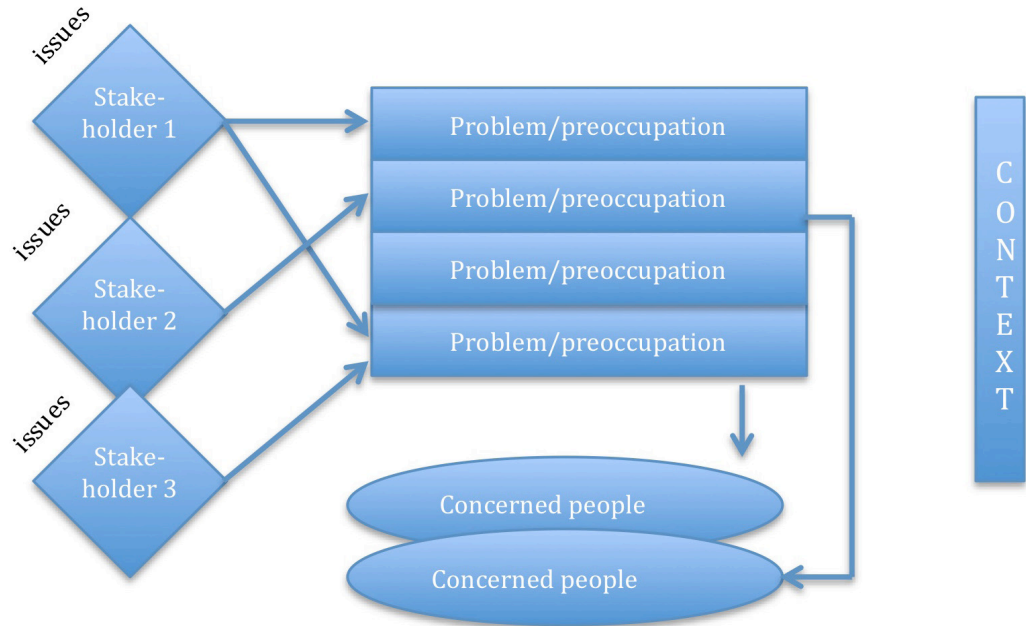 issues
Stake-
holder 1
issues
Stake-
holder 2
issues
Stake-
holder 3
Problem/preoccupation
Problem/preoccupation
Problem/preoccupation
Problem/preoccupation
Concerned people
Concerned people
C
O
N
T
E
X
T